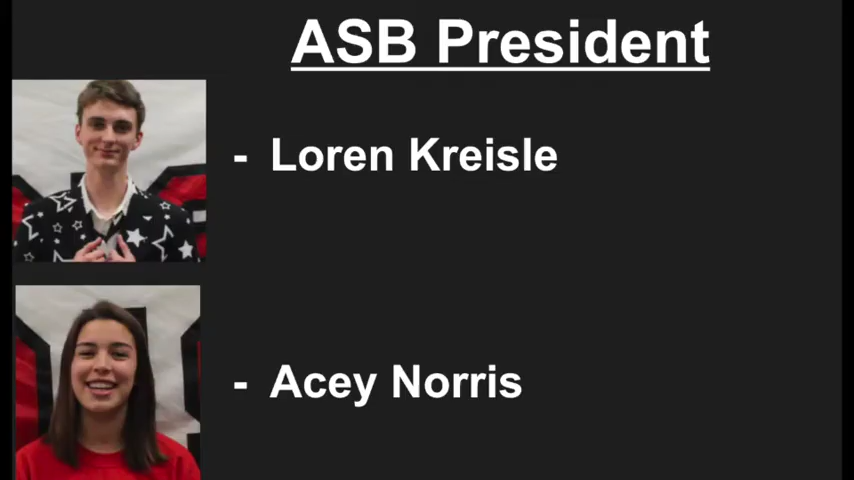 ASB President
- Loren Kreisle
- Acey Norris